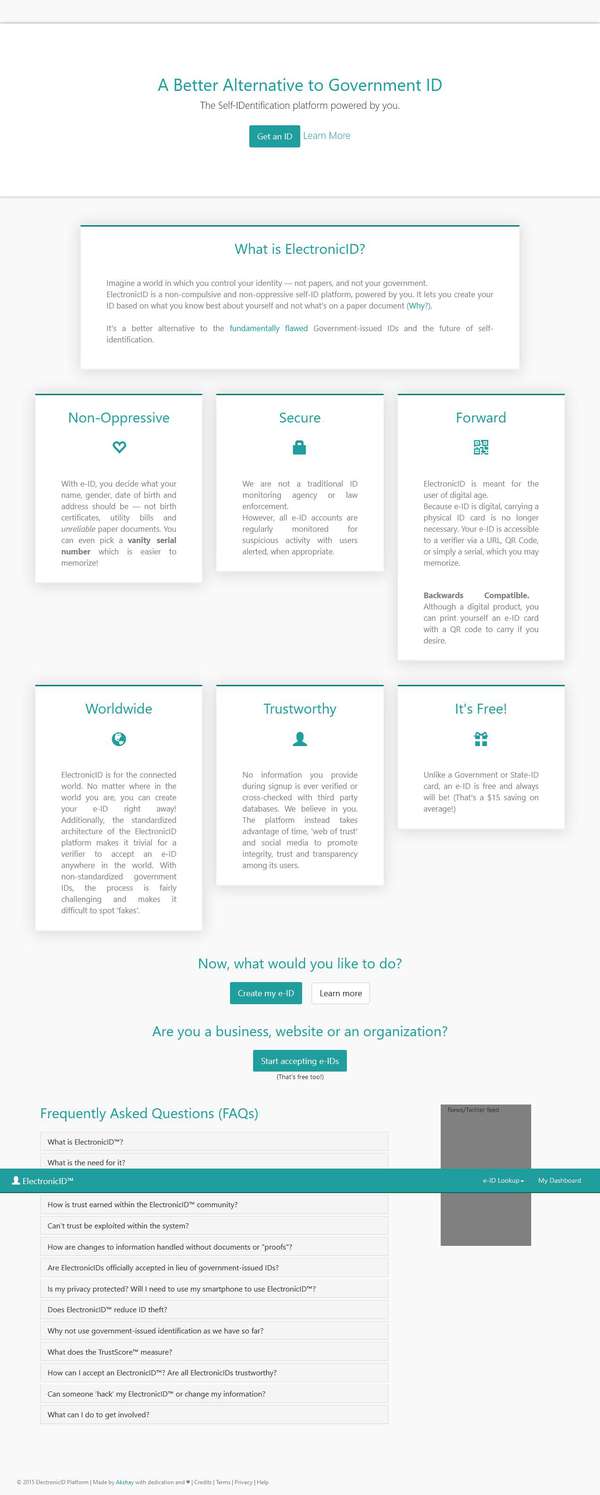 A Better Alternative to Government ID
The Self-IDentification platform powered by you.
Get an ID Learn More
What is ElectronicID?
Imagine a world in which you control your identity — not papers, and not your government.
ElectronicID is a non-compulsive and non-oppressive self-ID platform, powered by you. It lets you create your
ID based on what you know best about yourself and not what's on a paper document (Why?).
It's a better alternative to the fundamentally flawed Government-issued IDs and the future of self-
identification.
Non-Oppressive
With e-ID, you decide what your
name, gender, date of birth and
address should be — not birth
certificates, utility bills and
unreliable paper documents. You
can even pick a vanity serial
number which is easier to
memorize!
Secure
We are not a traditional ID
monitoring agency or law
enforcement.
However, all e-ID accounts are
regularly monitored for
suspicious activity with users
alerted, when appropriate.
Forward
ElectronicID is meant for the
user of digital age.
Because e-ID is digital, carrying a
physical ID card is no longer
necessary. Your e-ID is accessible
to a verifier via a URL, QR Code,
or simply a serial, which you may
memorize.
Backwards Compatible.
Although a digital product, you
can print yourself an e-ID card
with a QR code to carry if you
desire.
Worldwide
ElectronicID is for the connected
world. No matter where in the
world you are, you can create
your e-ID right away!
Additionally, the standardized
architecture of the ElectronicID
platform makes it trivial for a
verifier to accept an e-ID
anywhere in the world. With
non-standardized government
IDs, the process is fairly
challenging and makes it
difficult to spot 'fakes'.
Trustworthy
No information you provide
during signup is ever verified or
cross-checked with third party
databases. We believe in you.
The platform instead takes
advantage of time, 'web of trust'
and social media to promote
integrity, trust and transparency
among its users.
It's Free!
Unlike a Government or State-ID
card, an e-ID is free and always
will be! (That's a $15 saving on
average!)
Now, what would you like to do?
Create my e-ID Learn more
Are you a business, website or an organization?
Start accepting e-IDs
(That's free too!)
Frequently Asked Questions (FAQs)
News/Twitter feed
What is ElectronicID™?
What is the need for it?
ElectronicID™ e-ID Lookup My Dashboard
How is trust earned within the ElectronicID™ community?
Can't trust be exploited within the system?
How are changes to information handled without documents or "proofs"?
Are ElectronicIDs officially accepted in lieu of government-issued IDs?
Is my privacy protected? Will I need to use my smartphone to use ElectronicID™?
Does ElectronicID™ reduce ID theft?
Why not use government-issued identification as we have so far?
What does the TrustScore™ measure?
How can I accept an ElectronicID™? Are all ElectronicIDs trustworthy?
Can someone 'hack' my ElectronicID™ or change my information?
What can I do to get involved?
© 2015 ElectronicID Platform | Made by Akshay with dedication and ♥ | Credits | Terms | Privacy | Help